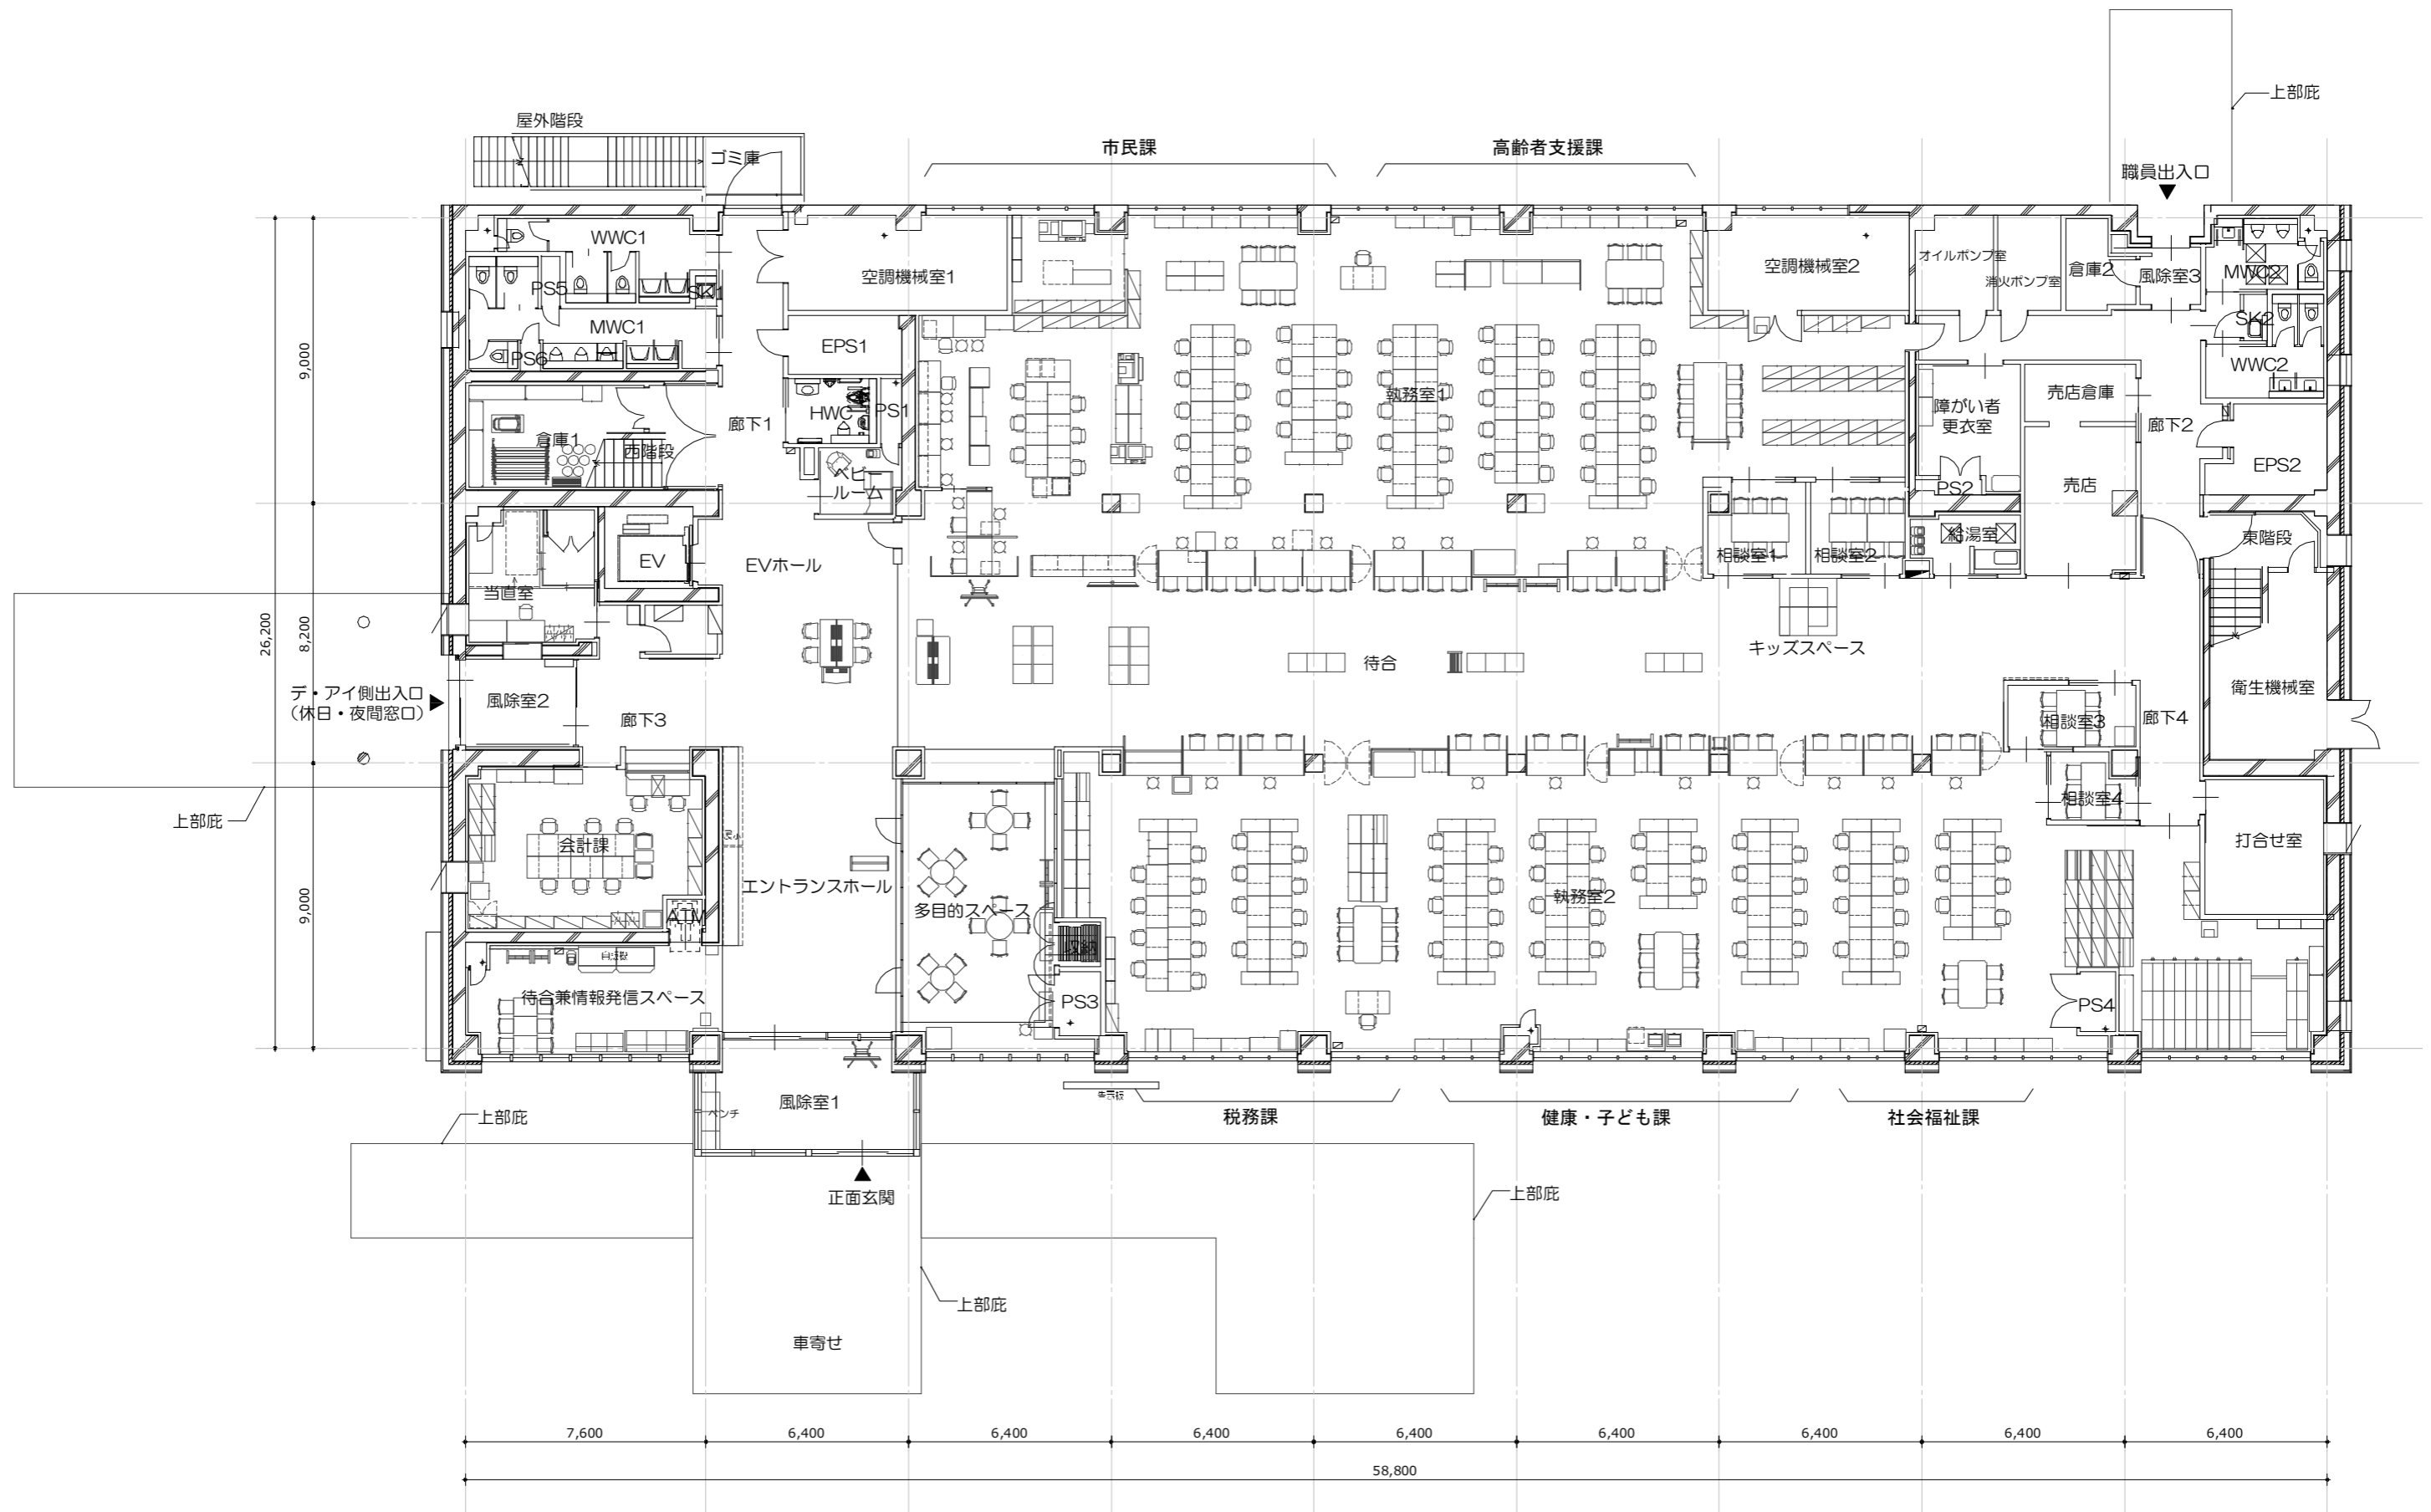 上部庇
屋外階段
ゴミ庫
市民課
高齢者支援課
職員出入口
WWC1
PS5
SK1
MWC1
PS6
空調機械室1
EPS1
空調機械室2
オイルポンプ室
消火ポンプ室
倉庫2
風除室3
MWC2
SK2
WWC2
9,000
倉庫1
西階段
廊下1
HWC
PS1
ベビー
ルーム
執務室1
障がい者
更衣室
PS2
売店倉庫
売店
廊下2
EPS2
EV
EVホール
相談室1
相談室2
給湯室
東階段
当直室
26,200
8,200
キッズスペース
待合
デ・アイ側出入口
(休日・夜間窓口)
風除室2
廊下3
相談室3
廊下4
衛生機械室
上部庇
会計課
ATM
エントランスホール
多目的スペース
収納
執務室2
相談室4
打合せ室
9,000
待合兼情報発信スペース
PS3
PS4
上部庇
ベンチ
風除室1
税務課
健康・子ども課
社会福祉課
正面玄関
上部庇
上部庇
車寄せ
7,600
6,400
6,400
6,400
6,400
6,400
6,400
6,400
6,400
58,800